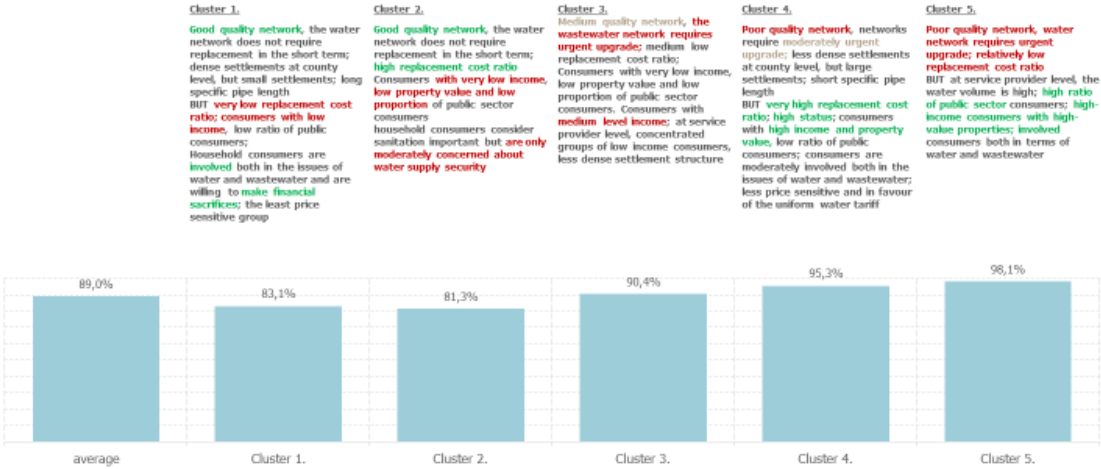 Cluster 1.
Good quality network, the water
network does not require
replacement in the short term;
dense settlements at county
level, but small settlements; long
specific pipe length
BUT very low replacement cost
ratio; consumers with low
income, low ratio of public
consumers;
Household consumers are
involved both in the issues of
water and wastewater and are
willing to make financial
sacrifices; the least price
sensitive group
Cluster 2.
Good quality network, the water
network does not require
replacement in the short term;
high replacement cost ratio
Consumers with very low income,
low property value and low
proportion of public sector
consumers
household consumers consider
sanitation important but are only
moderately concerned about
water supply security
Cluster 3.
Medium quality network, the
wastewater network requires
urgent upgrade; medium low
replacement cost ratio;
Consumers with very low income,
low property value and low
proportion of public sector
consumers. Consumers with
medium level income; at service
provider level, concentrated
groups of low income consumers,
less dense settlement structure
Cluster 4.
Poor quality network, networks
require moderately urgent
upgrade; less dense settlements
at county level, but large
settlements; short specific pipe
length
BUT very high replacement cost
ratio; high status; consumers
with high income and property
value, low ratio of public
consumers; consumers are
moderately involved both in the
issues of water and wastewater;
less price sensitive and in favour
of the uniform water tariff
Cluster 5.
Poor quality network, water
network requires urgent
upgrade; relatively low
replacement cost ratio
BUT at service provider level, the
water volume is high; high ratio
of public sector consumers; high-
income consumers with high-
value properties; involved
consumers both in terms of
water and wastewater
89,0%
83,1%
81,3%
90,4%
95,3%
98,1%
average
Cluster 1.
Cluster 2.
Cluster 3.
Cluster 4.
Cluster 5.